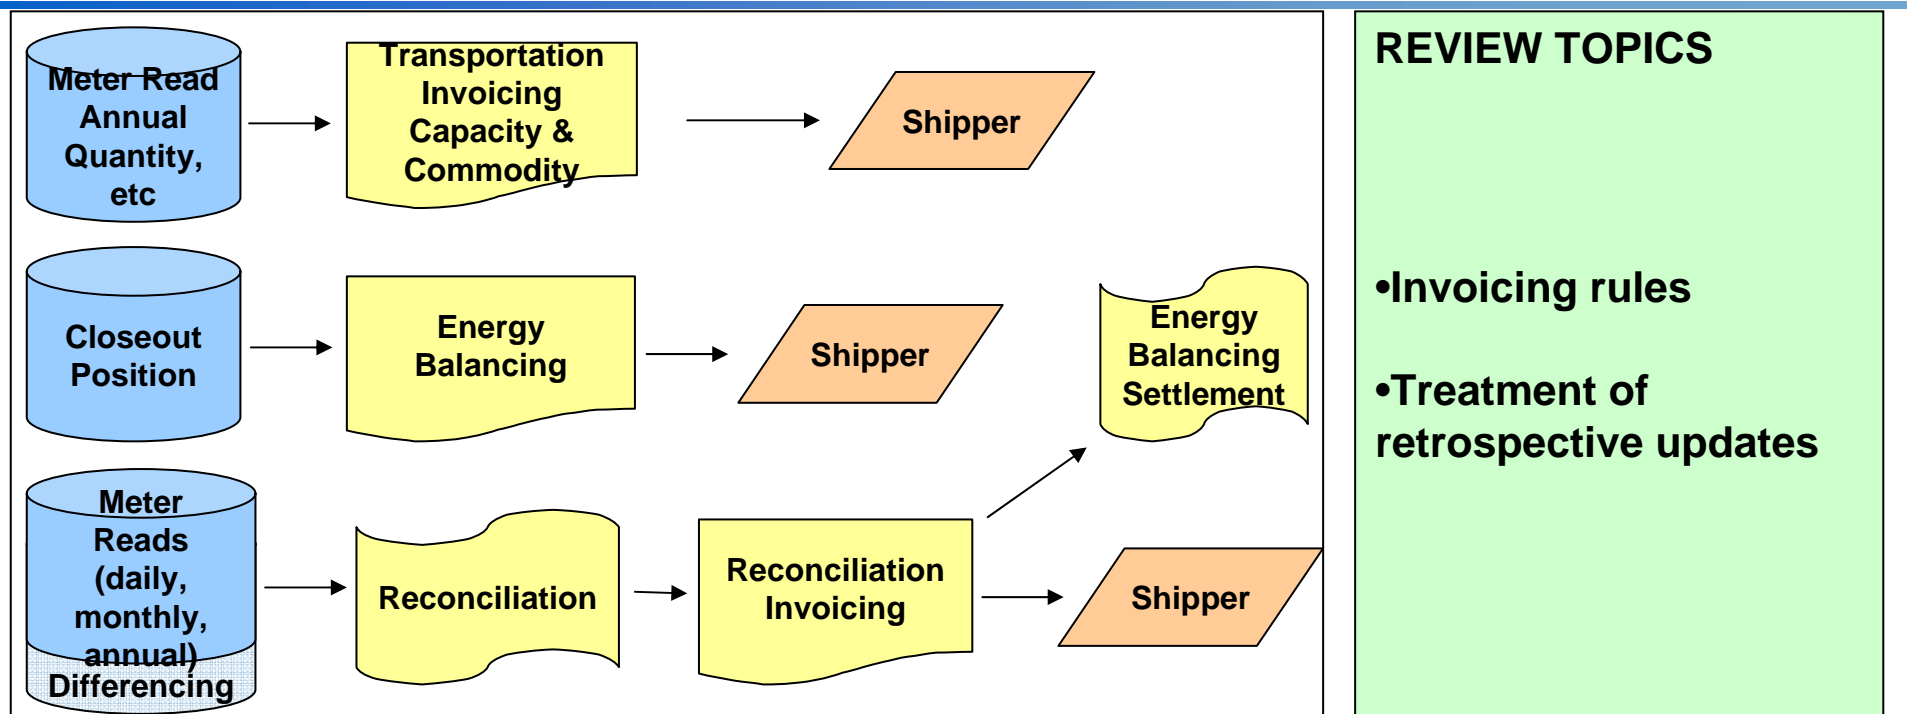 Meter Read
Annual
Quantity,
etc
Transportation
Invoicing
Capacity &
Commodity
Shipper
Closeout
Position
Energy
Balancing
Shipper
Energy
Balancing
Settlement
Meter
Reads
(daily,
monthly,
annual)
Differencing
Reconciliation
Reconciliation
Invoicing
Shipper
REVIEW TOPICS
•Invoicing rules
•Treatment of
retrospective updates